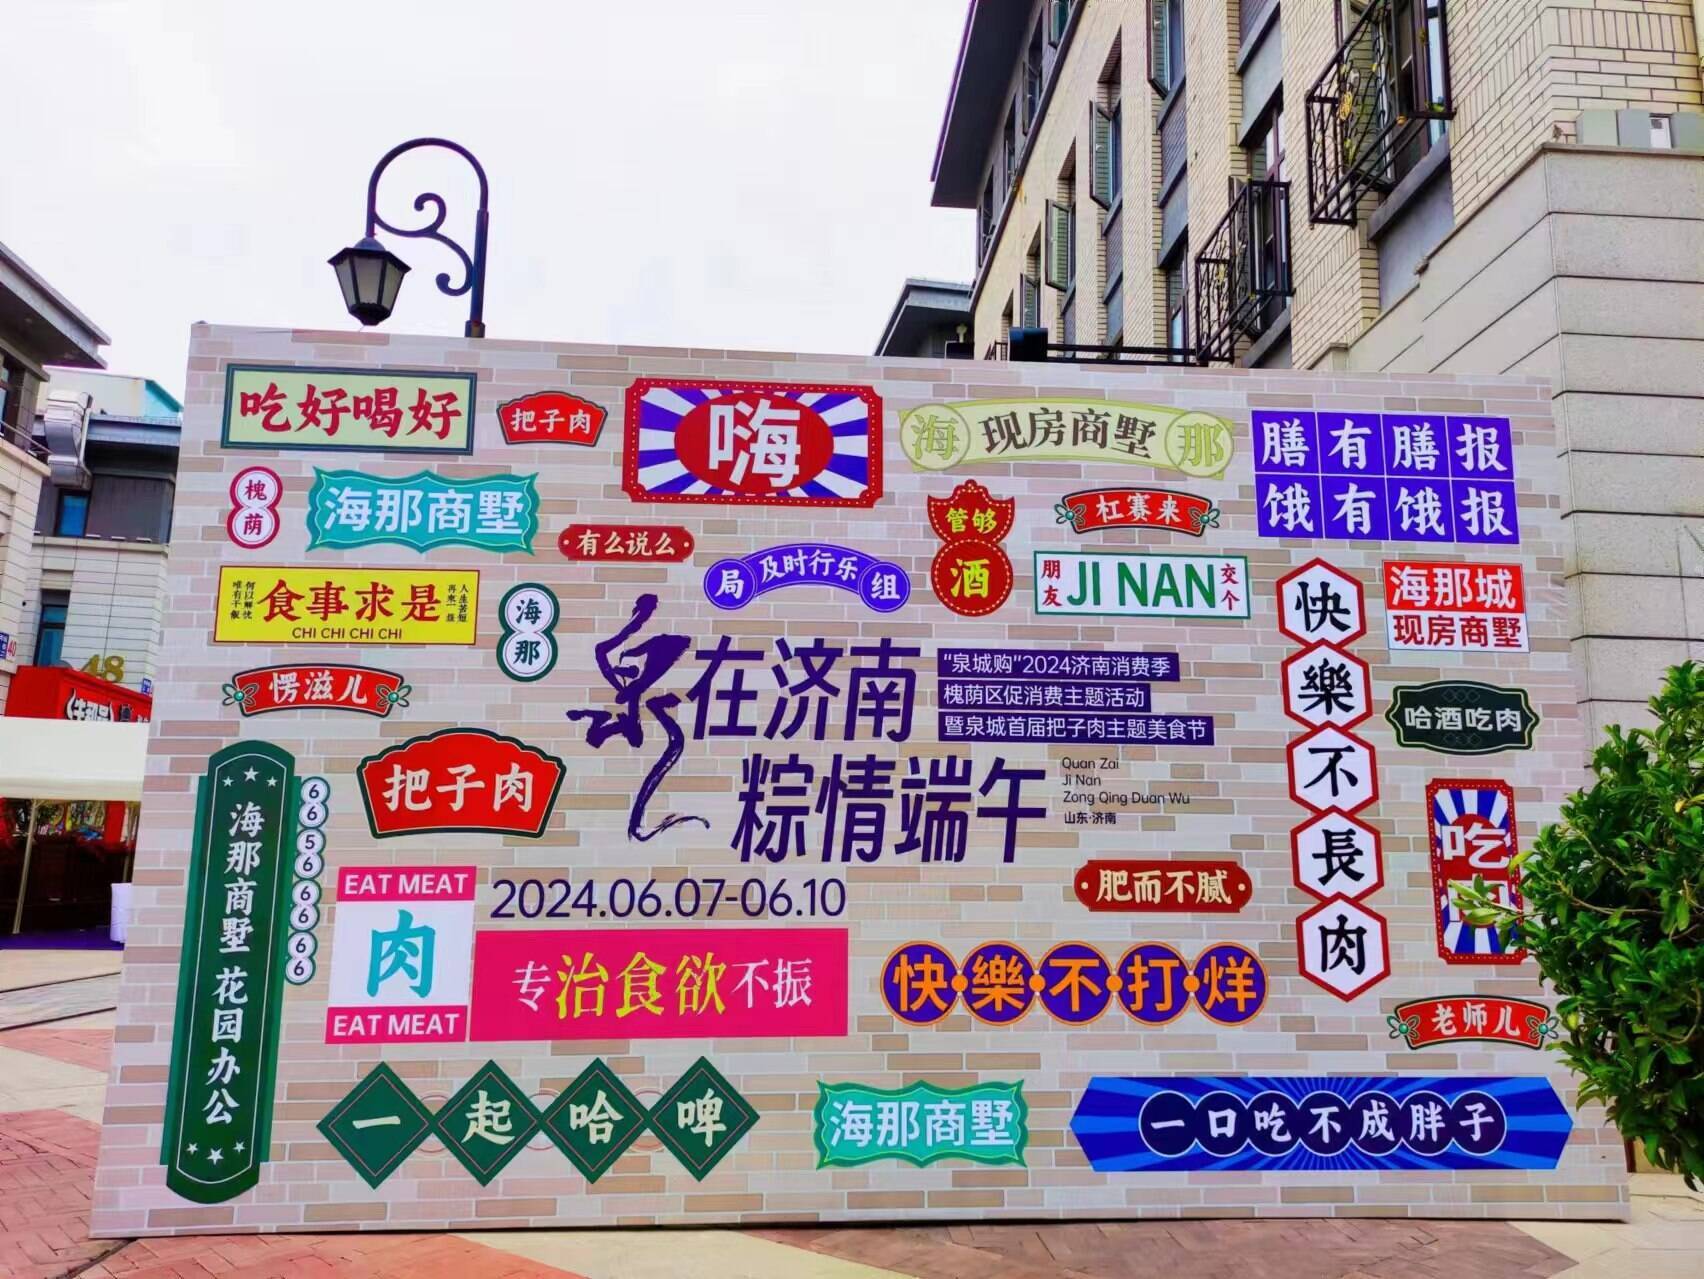 吃好喝好
把子肉
嗨
海 现房商墅 那
膳有膳报
饿有饿报
槐荫
海那商墅
有么说么
管够
酒
杠赛来
局 及时行乐 组
朋友 JI NAN 交个
唯有干饭
何以解忧
食事求是
CHI CHI CHI CHI
人生苦短
再来一碗
海那
快樂不長肉
海那城
现房商墅
愣滋儿
泉在济南
粽情端午
“泉城购”2024济南消费季
槐荫区促消费主题活动
暨泉城首届把子肉主题美食节
Quan Zai
Ji Nan
Zong Qing Duan Wu
山东·济南
哈酒吃肉
把子肉
海那商墅 花园办公
66566666
EAT MEAT
肉
EAT MEAT
2024.06.07-06.10
专治食欲不振
肥而不腻
吃肉
快·樂·不·打·烊
老师儿
一起哈啤
海那商墅
一口吃不成胖子
48